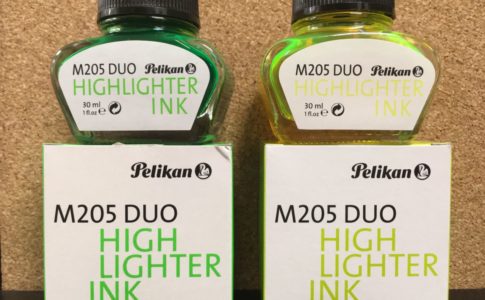 M205 DUO Pelikan
HIGHLIGHTER
INK
30 ml
1 fl.oz
M205 DUO Pelikan
HIGHLIGHTER
INK
30 ml
1 fl.oz
Pelikan
M205 DUO
HIGH
LIGHTER
INK
Pelikan
M205 DUO
HIGH
LIGHTER
INK